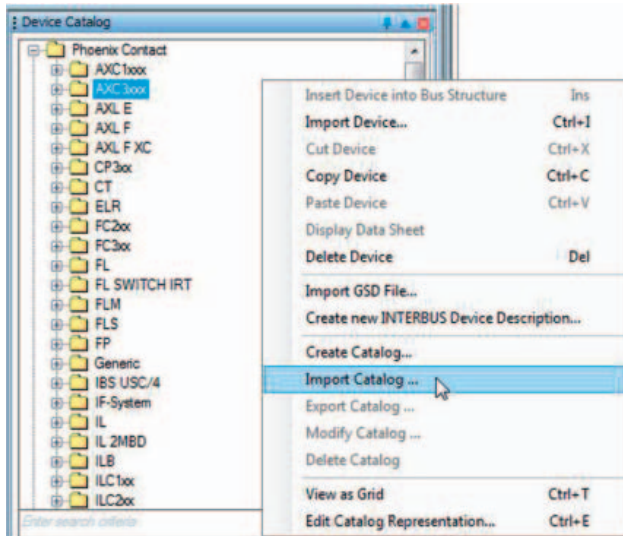 Device Catalog
Phoenix Contact
AXC1xxx
AXC3xxx
AXL E
AXL F
AXL F XC
CP3xx
CT
ELR
FC2xx
FC3xx
FL
FL SWITCH IRT
FLM
FLS
FP
Generic
IBS USC/4
IF-System
IL
IL 2MBD
ILB
ILC1xx
ILC2xx
Enter search criteria
Insert Device into Bus Structure Ins
Import Device... Ctrl+I
Cut Device Ctrl+X
Copy Device Ctrl+C
Paste Device Ctrl+V
Display Data Sheet
Delete Device Del
Import GSD File...
Create new INTERBUS Device Description...
Create Catalog...
Import Catalog ...
Export Catalog ...
Modify Catalog ...
Delete Catalog
View as Grid Ctrl+T
Edit Catalog Representation... Ctrl+E